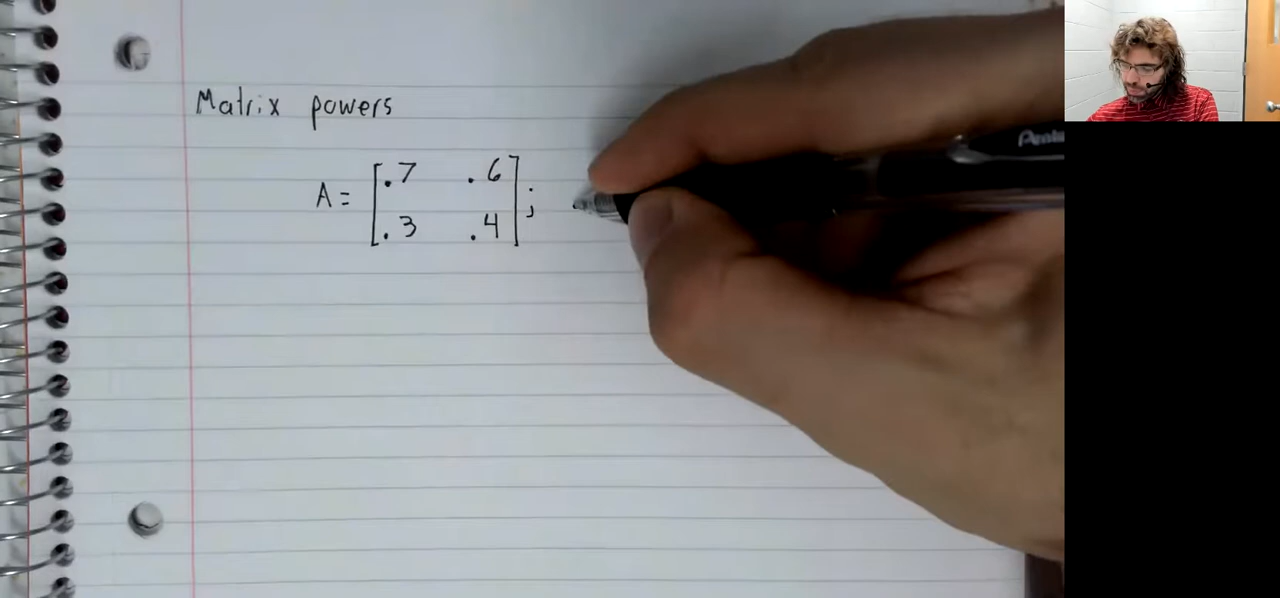 Matrix powers
A = [.7 .6
.3 .4];